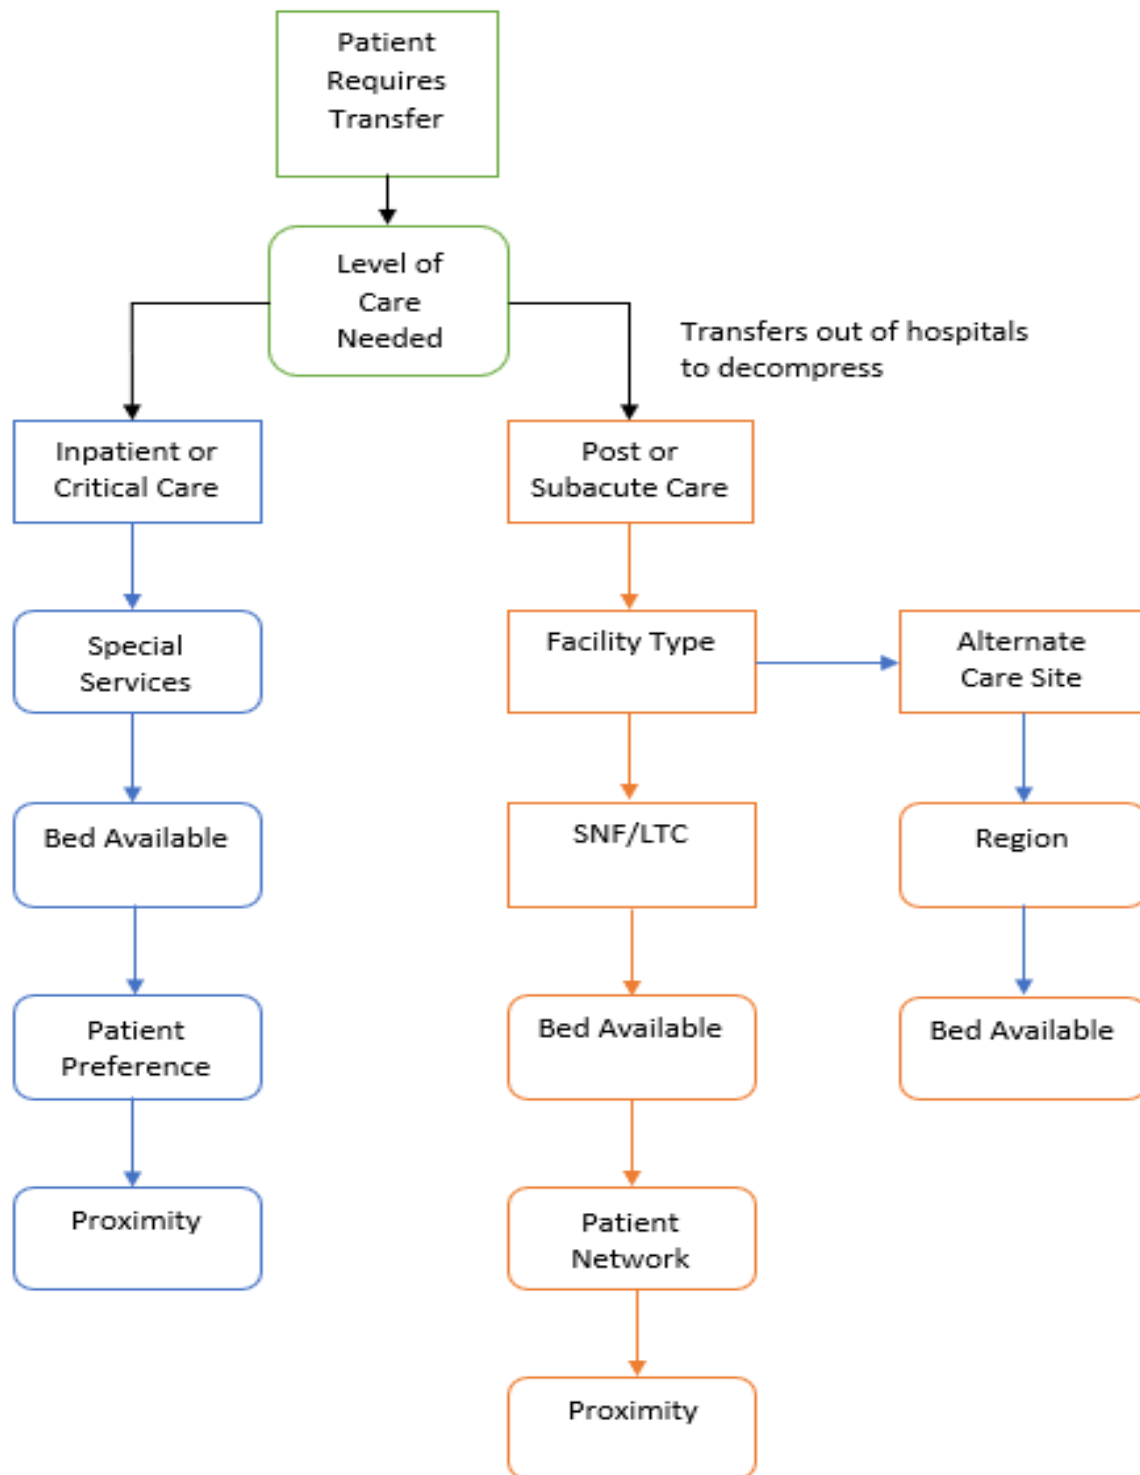 Patient
Requires
Transfer
Level of
Care
Needed
Transfers out of hospitals
to decompress
Inpatient or
Critical Care
Post or
Subacute Care
Special
Services
Facility Type
Alternate
Care Site
Bed Available
SNF/LTC
Region
Patient
Preference
Bed Available
Bed Available
Proximity
Patient
Network
Proximity